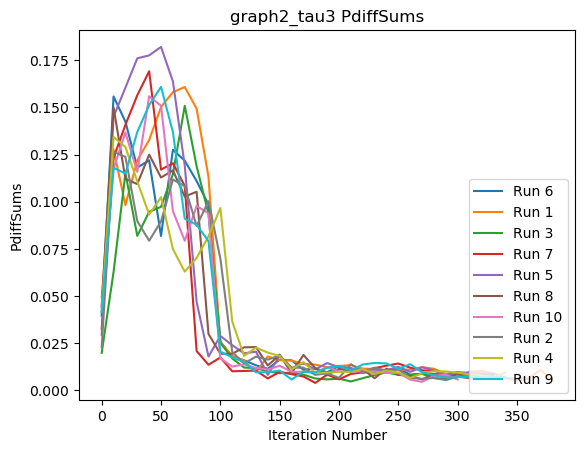 graph2_tau3 PdiffSums
PdiffSums
0.175
0.150
0.125
0.100
0.075
0.050
0.025
0.000
Run 6
Run 1
Run 3
Run 7
Run 5
Run 8
Run 10
Run 2
Run 4
Run 9
0
50
100
150
200
250
300
350
Iteration Number